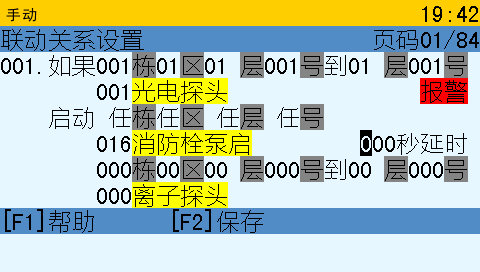 手动 19:42
联动关系设置 页码01/84
001.如果001栋01区01 层001号到01 层001号
001光电探头 报警
启动 任栋任区 任层 任号
016消防栓泵启 000秒延时
000栋00区00 层000号到00 层000号
000离子探头
[F1]帮助 [F2]保存